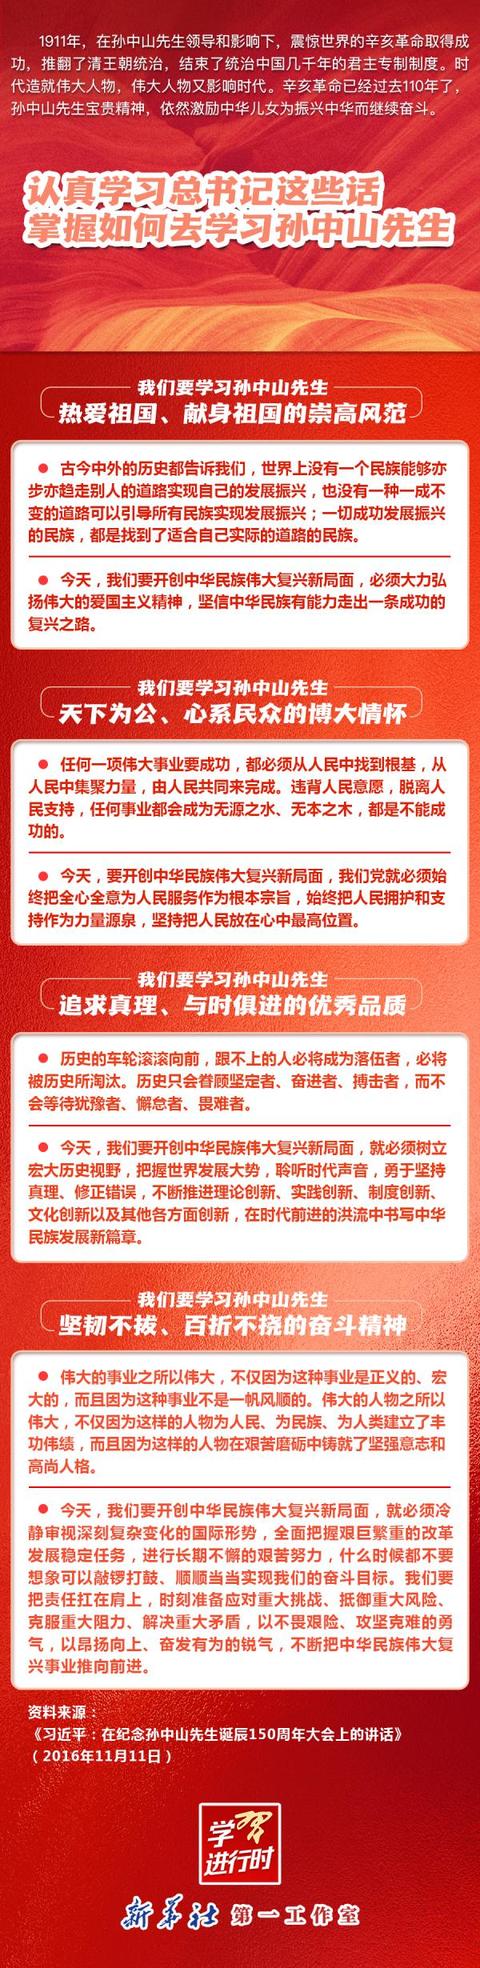 1911年，在孙中山先生领导和影响下，震惊世界的辛亥革命取得成
功，推翻了清王朝统治，结束了统治中国几千年的君主专制制度。时
代造就伟大人物，伟大人物又影响时代。辛亥革命已经过去110年了，
孙中山先生宝贵精神，依然激励中华儿女为振兴中华而继续奋斗。
认真学习总书记这些话
掌握如何去学习孙中山先生
我们要学习孙中山先生
热爱祖国、献身祖国的崇高风范
● 古今中外的历史都告诉我们，世界上没有一个民族能够亦
步亦趋走别人的道路实现自己的发展振兴，也没有一种一成不
变的道路可以引导所有民族实现发展振兴；一切成功发展振兴
的民族，都是找到了适合自己实际的道路的民族。
● 今天，我们要开创中华民族伟大复兴新局面，必须大力弘
扬伟大的爱国主义精神，坚信中华民族有能力走出一条成功的
复兴之路。
我们要学习孙中山先生
天下为公、心系民众的博大情怀
● 任何一项伟大事业要成功，都必须从人民中找到根基，从
人民中集聚力量，由人民共同来完成。违背人民意愿，脱离人
民支持，任何事业都会成为无源之水、无本之木，都是不能成
功的。
● 今天，要开创中华民族伟大复兴新局面，我们党就必须始
终把全心全意为人民服务作为根本宗旨，始终把人民拥护和支
持作为力量源泉，坚持把人民放在心中最高位置。
我们要学习孙中山先生
追求真理、与时俱进的优秀品质
● 历史的车轮滚滚向前，跟不上的人必将成为落伍者，必将
被历史所淘汰。历史只会眷顾坚定者、奋进者、搏击者，而不
会等待犹豫者、懈怠者、畏难者。
● 今天，我们要开创中华民族伟大复兴新局面，就必须树立
宏大历史视野，把握世界发展大势，聆听时代声音，勇于坚持
真理、修正错误，不断推进理论创新、实践创新、制度创新、
文化创新以及其他各方面创新，在时代前进的洪流中书写中华
民族发展新篇章。
我们要学习孙中山先生
坚韧不拔、百折不挠的奋斗精神
● 伟大的事业之所以伟大，不仅因为这种事业是正义的、宏
大的，而且因为这种事业不是一帆风顺的。伟大的人物之所以
伟大，不仅因为这样的人物为人民、为民族、为人类建立了丰
功伟绩，而且因为这样的人物在艰苦磨砺中铸就了坚强意志和
高尚人格。
● 今天，我们要开创中华民族伟大复兴新局面，就必须冷
静审视深刻复杂变化的国际形势，全面把握艰巨繁重的改革
发展稳定任务，进行长期不懈的艰苦努力，什么时候都不要
想象可以敲锣打鼓、顺顺当当实现我们的奋斗目标。我们要
把责任扛在肩上，时刻准备应对重大挑战、抵御重大风险、
克服重大阻力、解决重大矛盾，以不畏艰险、攻坚克难的勇
气，以昂扬向上、奋发有为的锐气，不断把中华民族伟大复
兴事业推向前进。
资料来源：
《习近平：在纪念孙中山先生诞辰150周年大会上的讲话》
（2016年11月11日）
学习
进行时
新华社 第一工作室